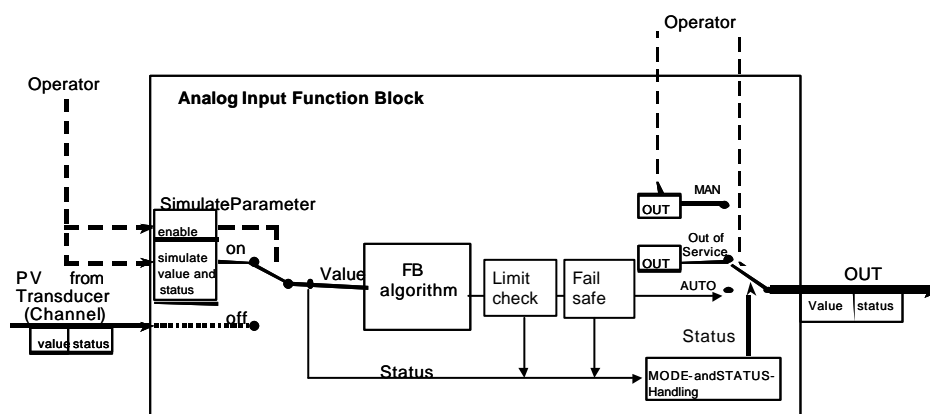 Operator
Operator
Analog Input Function Block
MAN
OUT
SimulateParameter
enable
on
simulate
value and
status
Out of
Service
OUT
PV from
Transducer
(Channel)
Value
FB
algorithm
Limit
check
Fail
safe
AUTO
OUT
Value status
off
value status
Status
Status
MODE-andSTATUS-
Handling